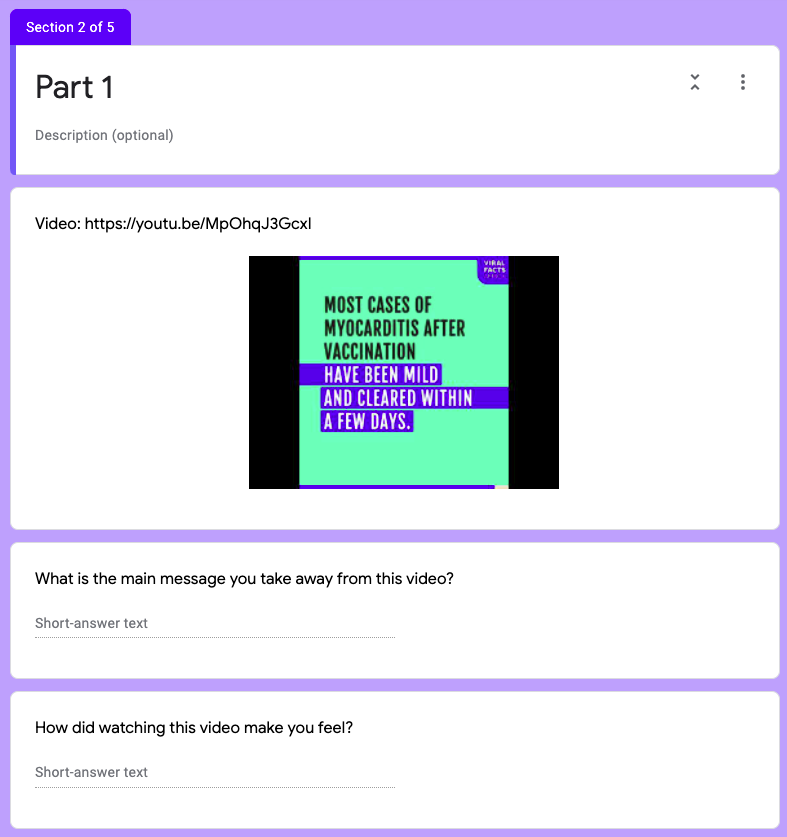 Section 2 of 5
Part 1
Description (optional)
Video: https://youtu.be/MpOhqJ3GcxI
VIRAL
FACTS
MOST CASES OF
MYOCARDITIS AFTER
VACCINATION
HAVE BEEN MILD
AND CLEARED WITHIN
A FEW DAYS.
What is the main message you take away from this video?
Short-answer text
How did watching this video make you feel?
Short-answer text